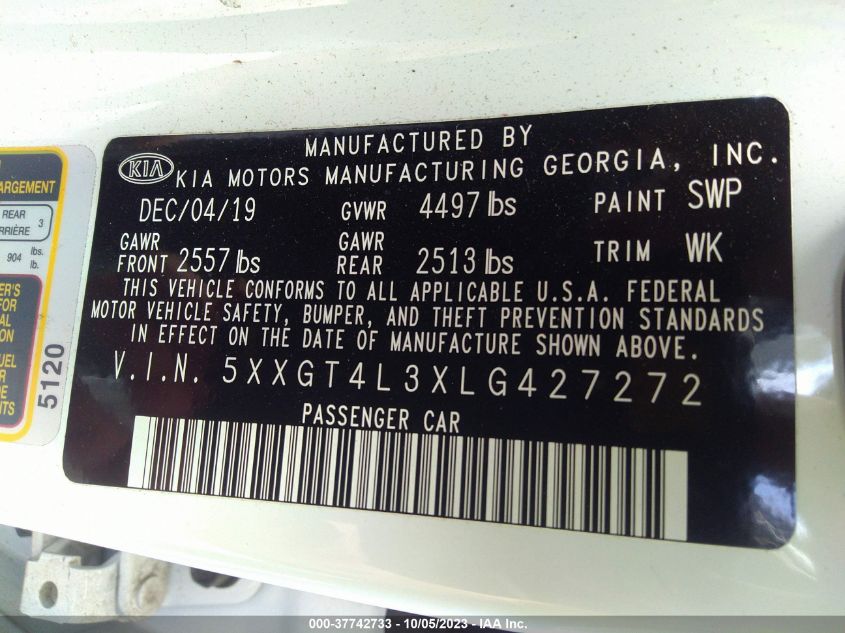 MANUFACTURED BY
KIA KIA MOTORS MANUFACTURING GEORGIA, INC.
DEC/04/19 GVWR 4497 lbs PAINT SWP
GAWR FRONT 2557 lbs GAWR REAR 2513 lbs TRIM WK
THIS VEHICLE CONFORMS TO ALL APPLICABLE U.S.A. FEDERAL
MOTOR VEHICLE SAFETY, BUMPER, AND THEFT PREVENTION STANDARDS
IN EFFECT ON THE DATE OF MANUFACTURE SHOWN ABOVE.
V.I.N. 5XXGT4L3XLG427272
PASSENGER CAR
ARGEMENT
REAR
3
904 lbs.
lb.
5120
000-37742733 - 10/05/2023 - IAA Inc.